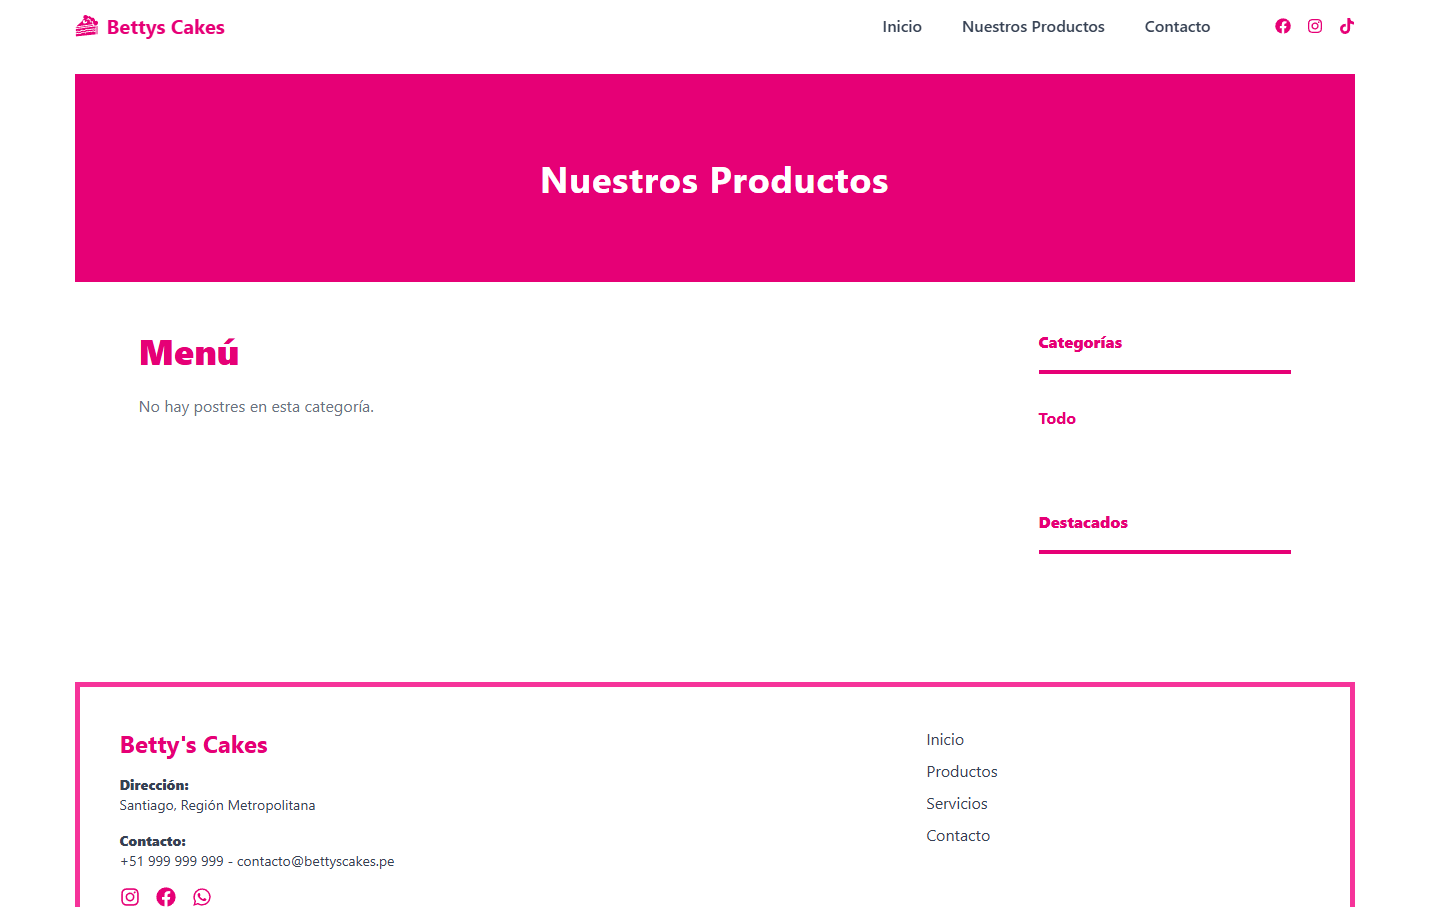 Bettys Cakes
Inicio Nuestros Productos Contacto
Nuestros Productos
Menú
No hay postres en esta categoría.
Categorías
Todo
Destacados
Betty's Cakes
Dirección:
Santiago, Región Metropolitana
Contacto:
+51 999 999 999 - contacto@bettyscakes.pe
Inicio
Productos
Servicios
Contacto